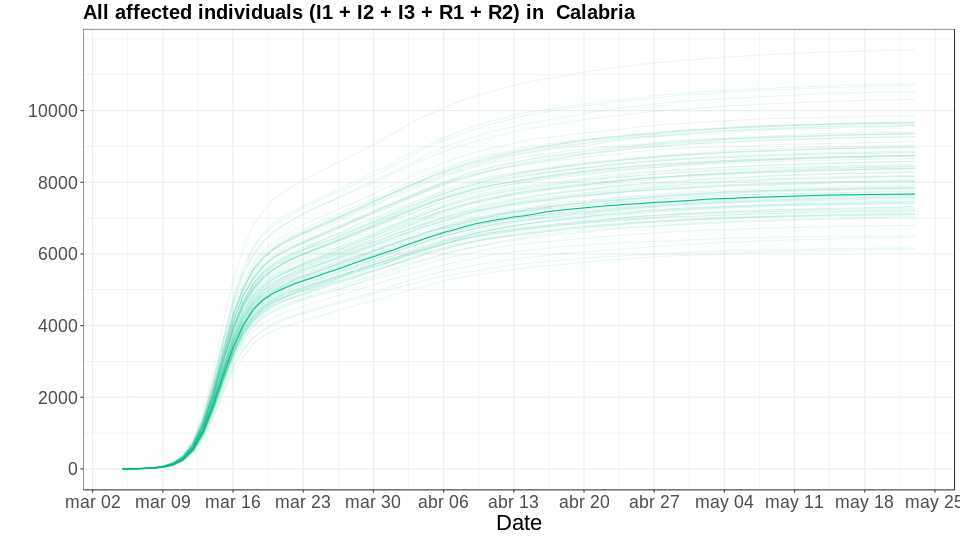 All affected individuals (I1 + I2 + I3 + R1 + R2) in  Calabria
10000
8000
6000
4000
2000
0
mar 02 mar 09 mar 16 mar 23 mar 30 abr 06 abr 13 abr 20 abr 27 may 04 may 11 may 18 may 25
Date